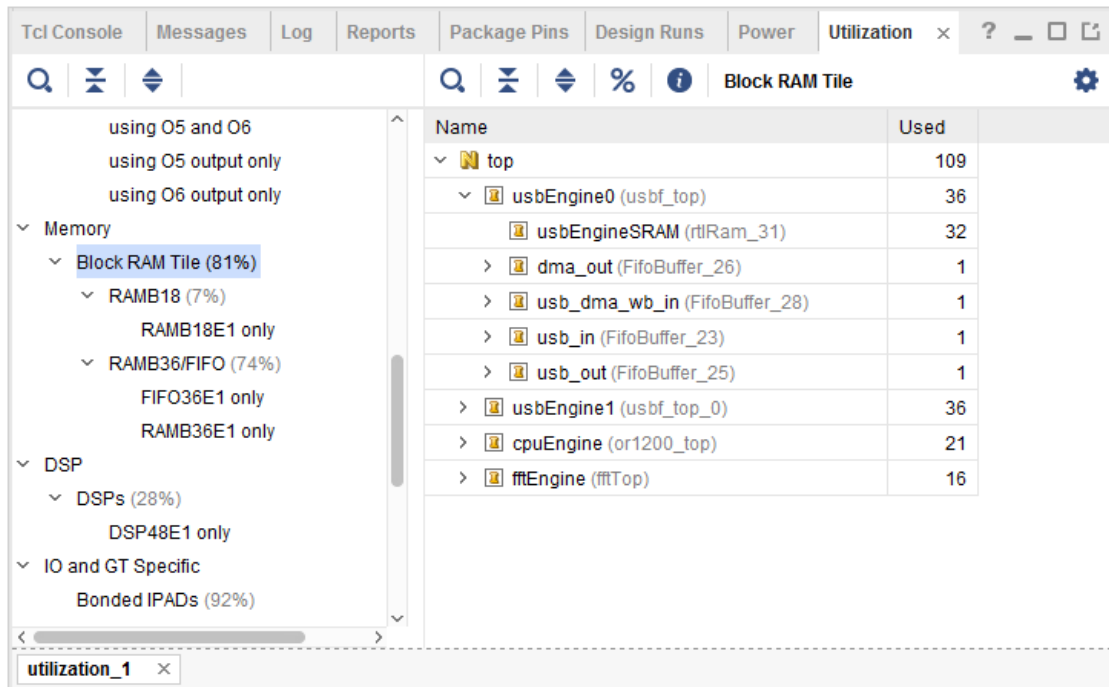 Tcl Console Messages Log Reports Package Pins Design Runs Power Utilization × ?
% i Block RAM Tile
using O5 and O6
using O5 output only
using O6 output only
Memory
Block RAM Tile (81%)
RAMB18 (7%)
RAMB18E1 only
RAMB36/FIFO (74%)
FIFO36E1 only
RAMB36E1 only
DSP
DSPs (28%)
DSP48E1 only
IO and GT Specific
Bonded IPADs (92%)
Name Used
N top 109
usbEngine0 (usbf_top) 36
usbEngineSRAM (rtlRam_31) 32
dma_out (FifoBuffer_26) 1
usb_dma_wb_in (FifoBuffer_28) 1
usb_in (FifoBuffer_23) 1
usb_out (FifoBuffer_25) 1
usbEngine1 (usbf_top_0) 36
cpuEngine (or1200_top) 21
fftEngine (fftTop) 16
utilization_1 ×